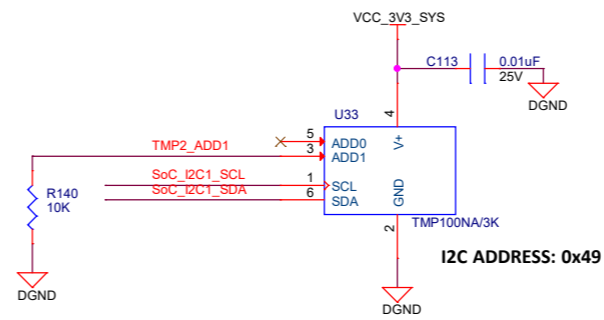 VCC_3V3_SYS
C113
0.01uF
25V
DGND
U33
4
TMP2_ADD1
5
ADD0
V+
3
ADD1
R140
10K
SoC_I2C1_SCL
1
SCL
SoC_I2C1_SDA
6
SDA
GND
TMP100NA/3K
2
I2C ADDRESS: 0x49
DGND
DGND